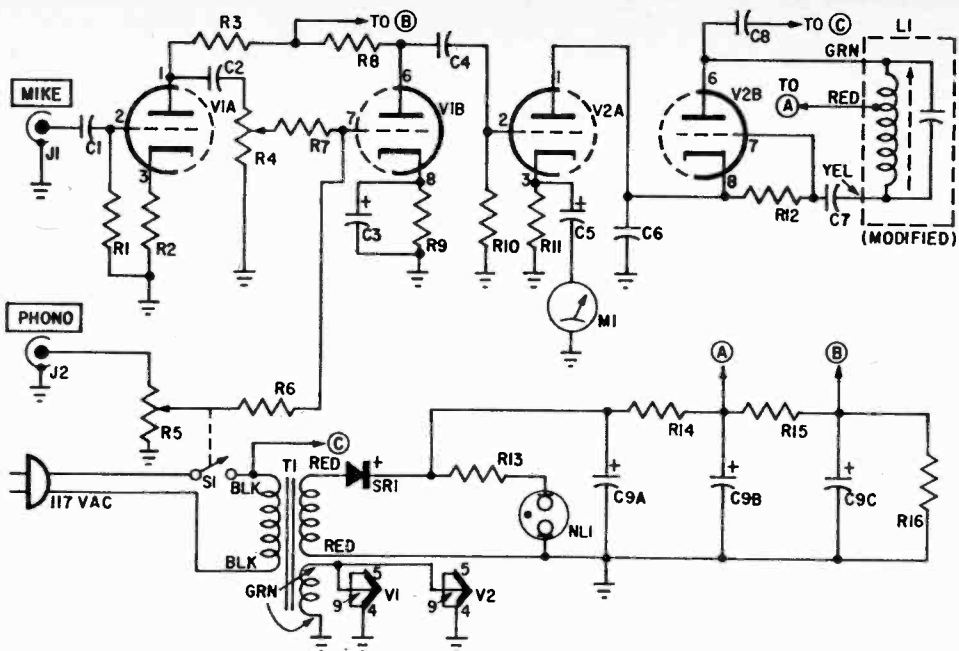 R3
TO B
R8
C4
C8
TO C
L1
GRN
MIKE
J1
C1
1
C2
2
V1A
3
R1
R2
R4
R7
6
7
V1B
8
C3
+
R9
R10
1
2
V2A
3
R11
+
C5
M1
C6
6
V2B
7
8
R12
TO A
RED
YEL
C7
(MODIFIED)
PHONO
J2
R5
R6
S1
C
BLK
117 VAC
BLK
T1
RED
+
SR1
R13
NL1
RED
GRN
5
9
4
V1
5
9
4
V2
A
B
R14
R15
+
C9A
+
C9B
+
C9C
R16